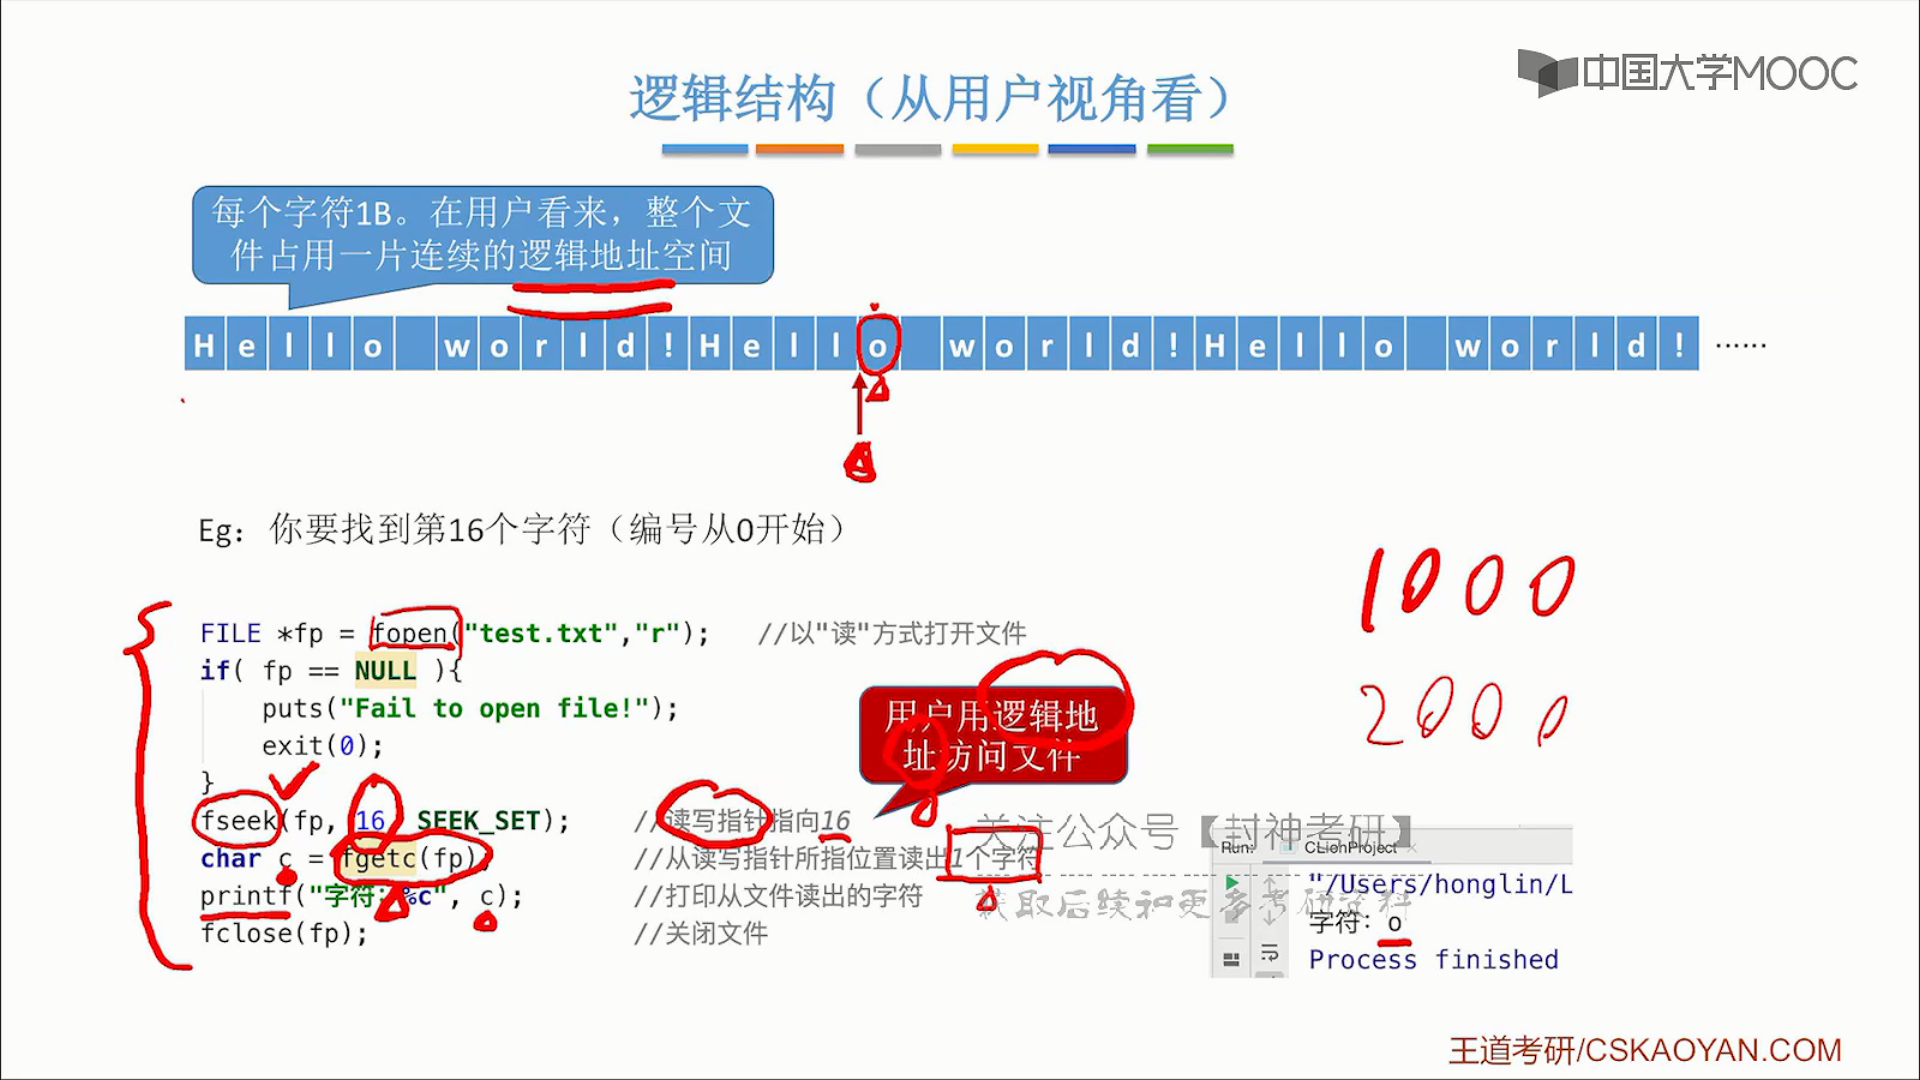 中国大学MOOC
逻辑结构（从用户视角看）
每个字符1B。在用户看来，整个文
件占用一片连续的逻辑地址空间
Hello world!Hello world!Hello world! ……
Eg：你要找到第16个字符（编号从0开始）
1000
2000
FILE *fp = fopen("test.txt","r");   //以"读"方式打开文件
if( fp == NULL ){
puts("Fail to open file!");
exit(0);
}
用户用逻辑地
址访问文件
fseek(fp, 16, SEEK_SET);   //读写指针指向16
char c = fgetc(fp);   //从读写指针所指位置读出1个字符
printf("字符：%c", c);   //打印从文件读出的字符
fclose(fp);   //关闭文件
关注公众号【封神考研】
获取后续和更多考研资料
Run: CLionProject ×
"/Users/honglin/L
字符：o
Process finished
王道考研/CSKAOYAN.COM